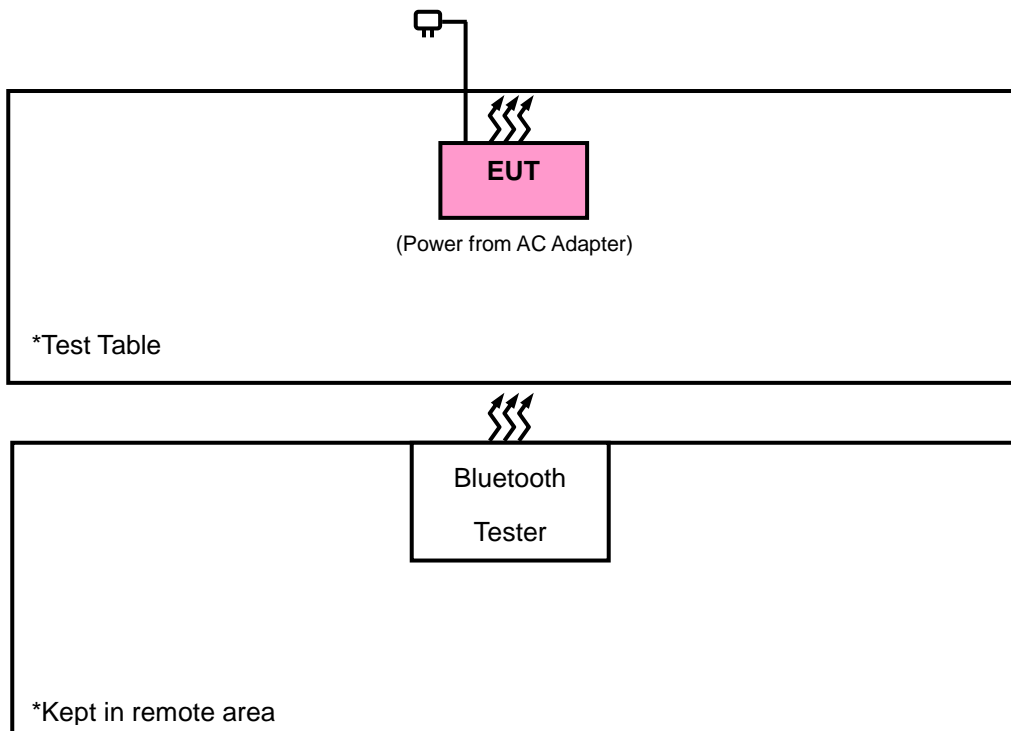 EUT
(Power from AC Adapter)
*Test Table
Bluetooth
Tester
*Kept in remote area